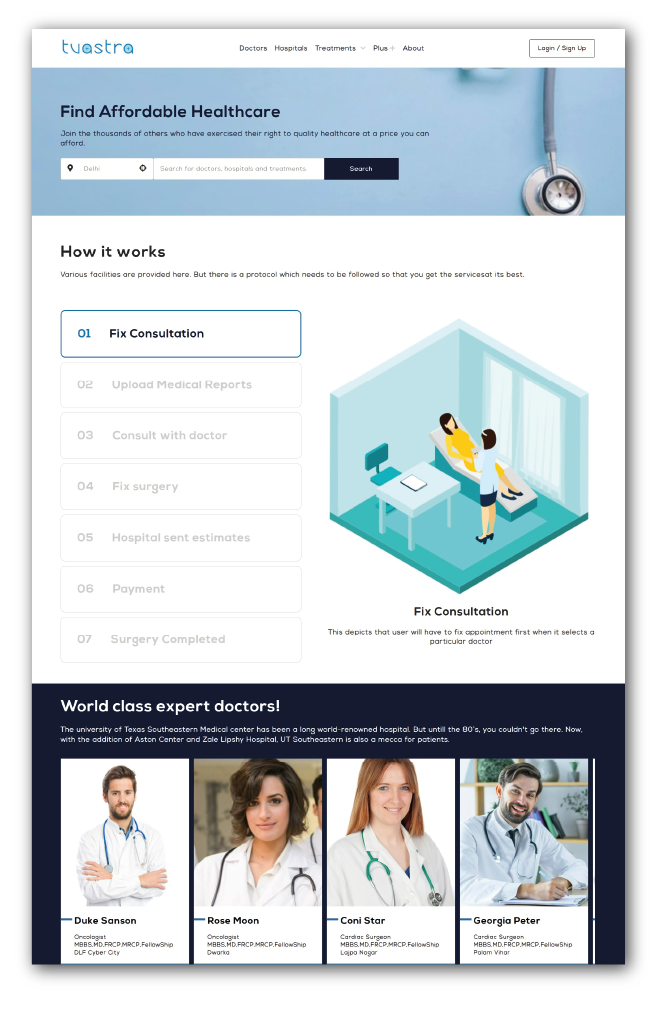 tvastra
Doctors Hospitals Treatments Plus + About
Login / Sign Up
Find Affordable Healthcare
Join the thousands of others who have exercised their right to quality healthcare at a price you can
afford.
Delhi
Search for doctors, hospitals and treatments
Search
How it works
Various facilities are provided here. But there is a protocol which needs to be followed so that you get the servicesat its best.
01 Fix Consultation
02 Upload Medical Reports
03 Consult with doctor
04 Fix surgery
05 Hospital sent estimates
06 Payment
07 Surgery Completed
Fix Consultation
This depicts that user will have to fix appointment first when it selects a
particular doctor
World class expert doctors!
The university of Texas Southeastern Medical center has been a long world-renowned hospital. But untill the 80's, you couldn't go there. Now,
with the addition of Aston Center and Zale Lipshy Hospital, UT Southeastern is also a mecca for patients.
Duke Sanson
Oncologist
MBBS,MD,FRCP,MRCP,FellowShip
DLF Cyber City
Rose Moon
Oncologist
MBBS,MD,FRCP,MRCP,FellowShip
Dwarka
Coni Star
Cardiac Surgeon
MBBS,MD,FRCP,MRCP,FellowShip
Lajpa Nagar
Georgia Peter
Cardiac Surgeon
MBBS,MD,FRCP,MRCP,FellowShip
Palam Vihar